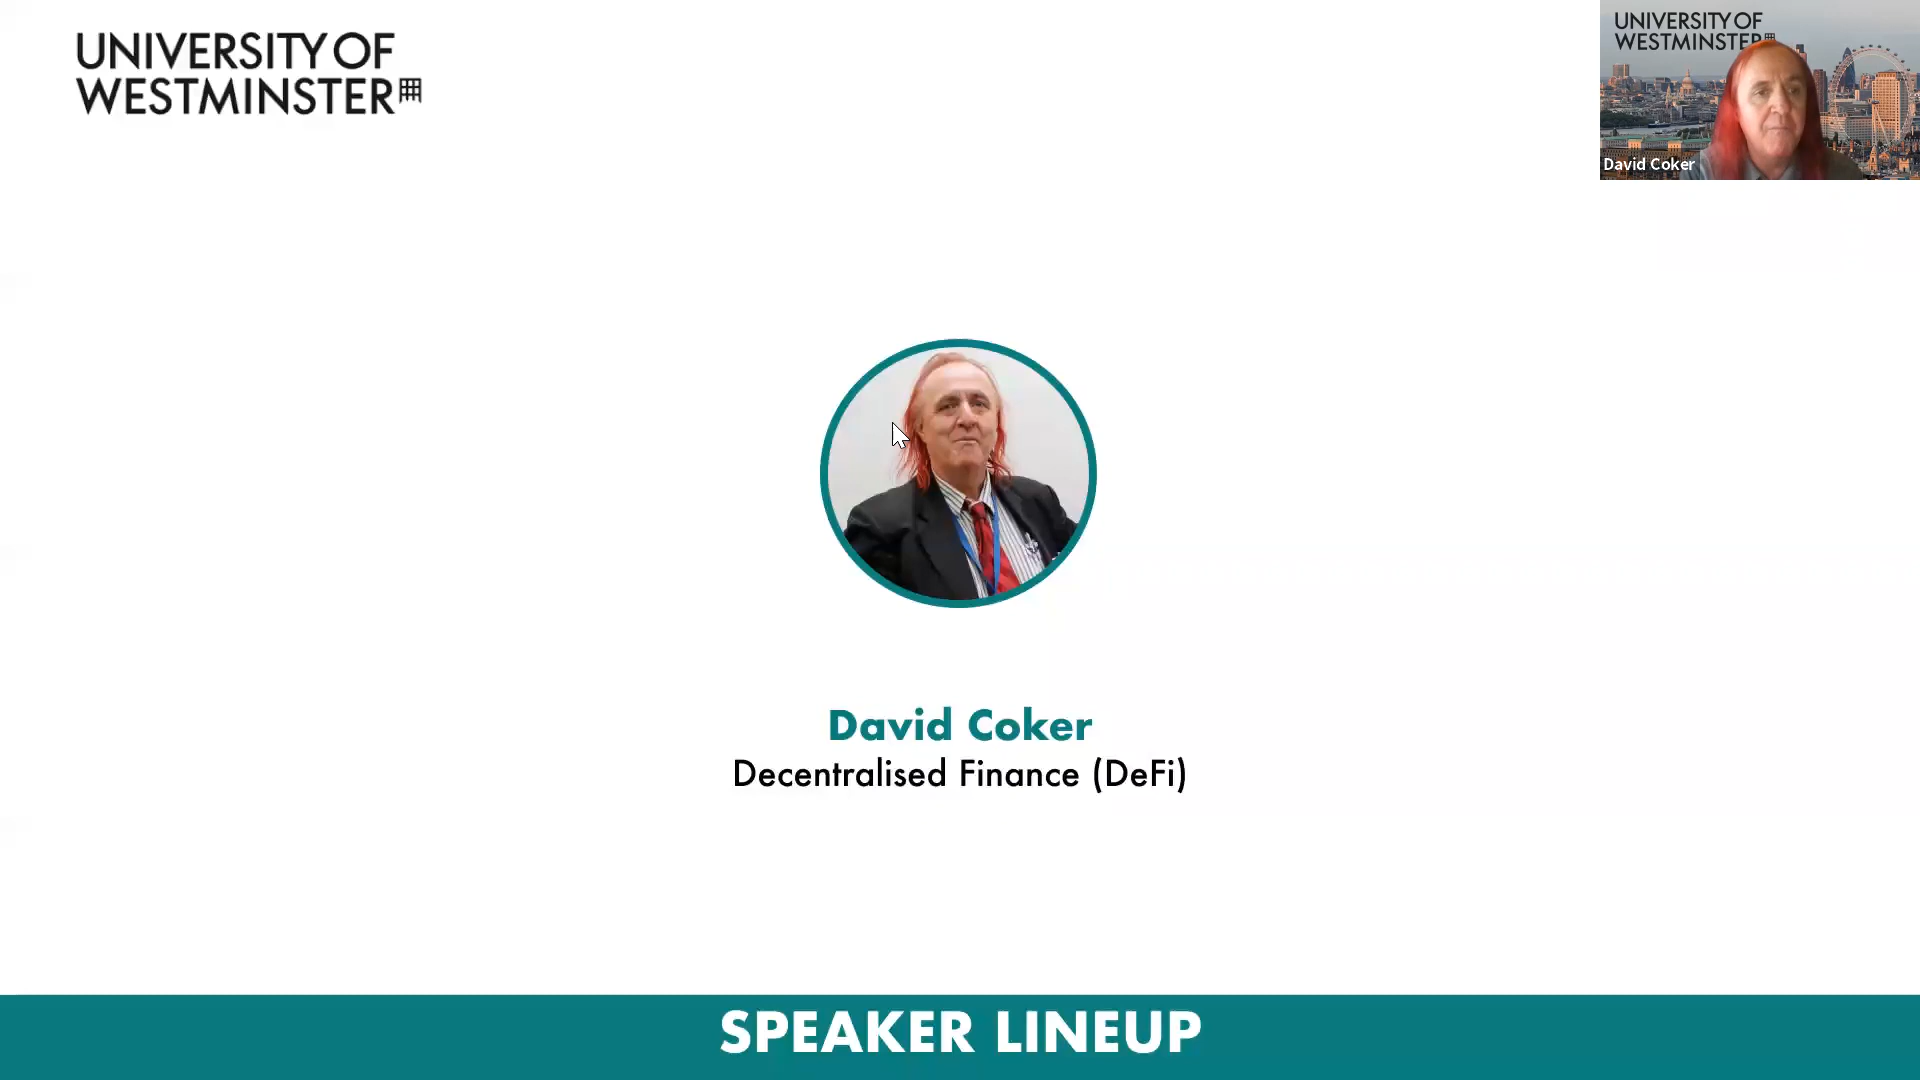 UNIVERSITY OF
WESTMINSTER
UNIVERSITY OF
WESTMINSTER
David Coker
David Coker
Decentralised Finance (DeFi)
SPEAKER LINEUP